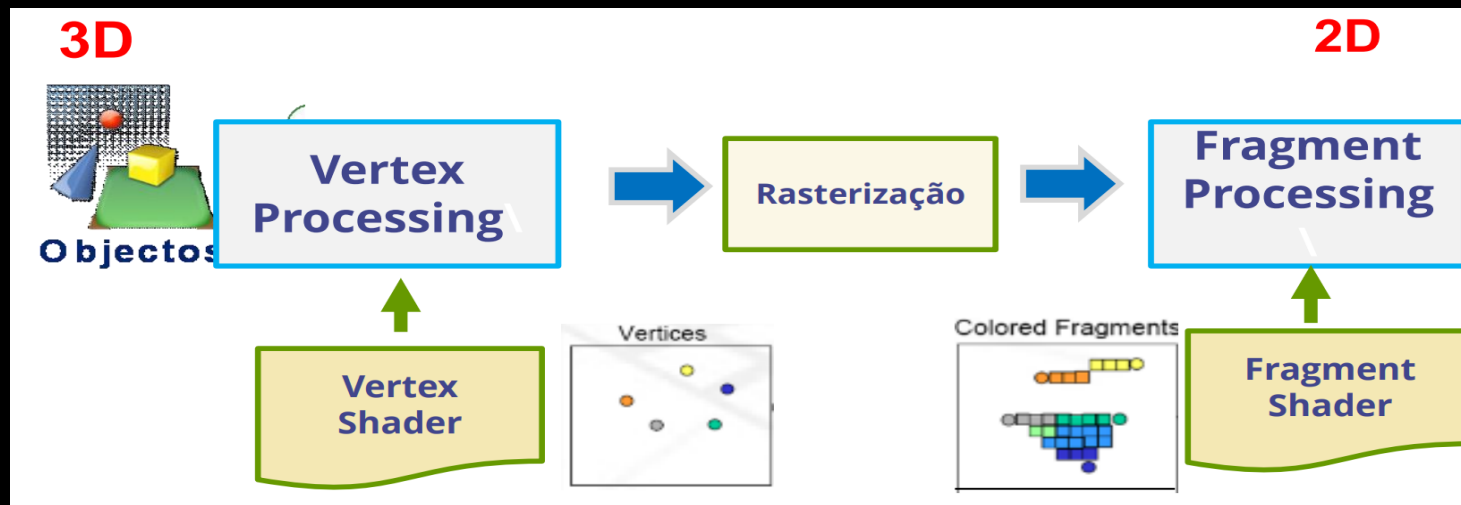 3D
2D
Objectos
Vertex
Processing\
Rasterização
Fragment
Processing
\
Vertex
Shader
Vertices
Colored Fragments
Fragment
Shader